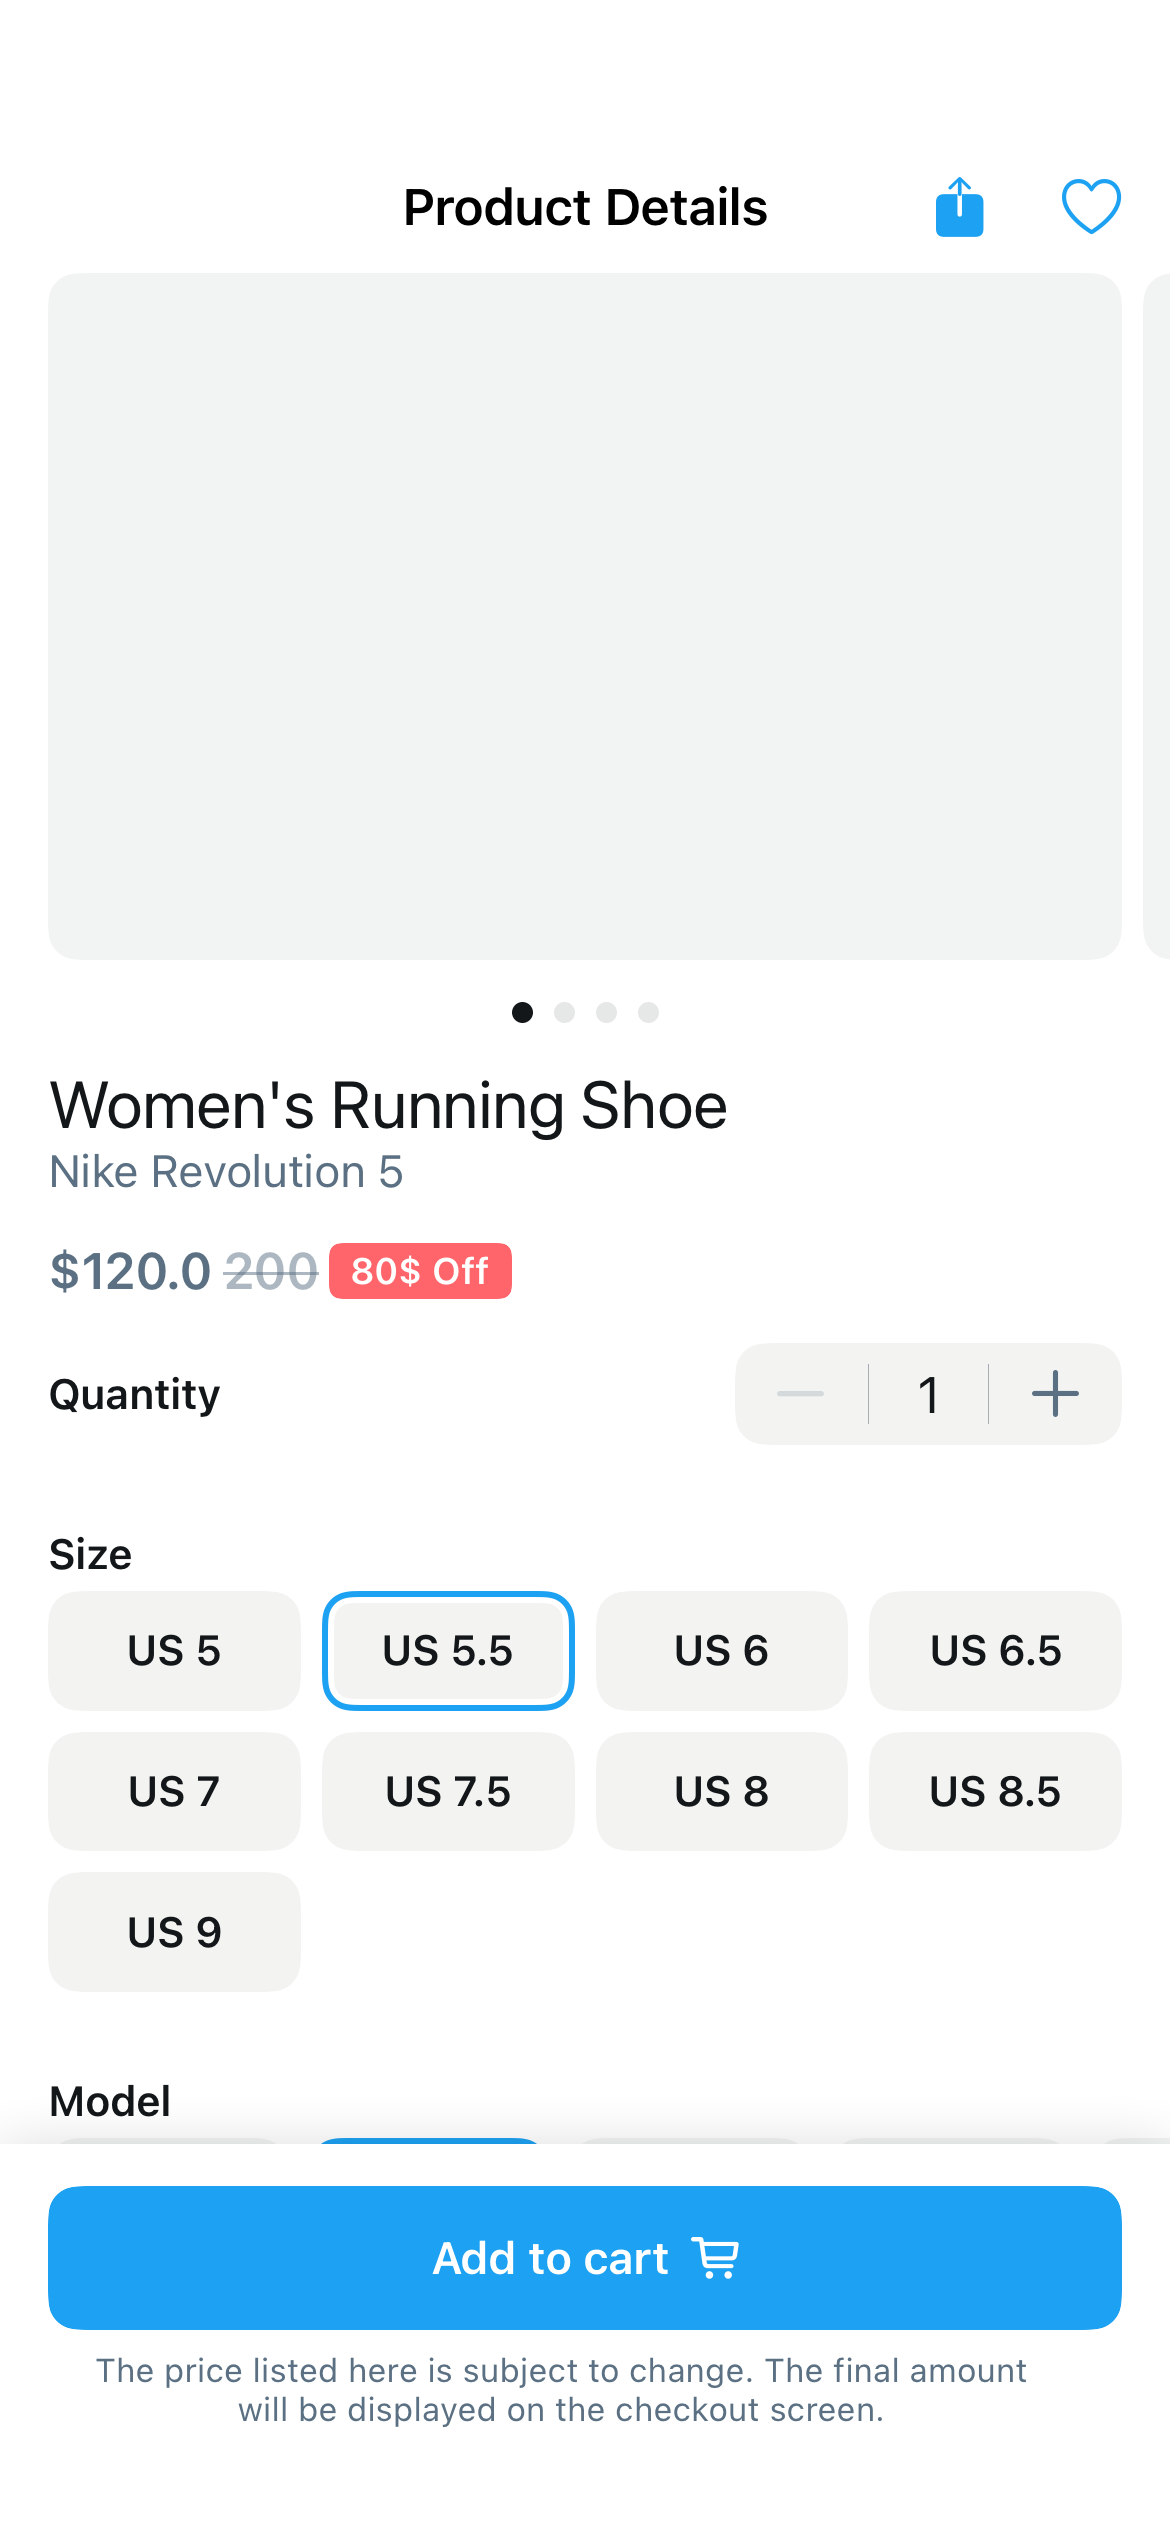 Product Details
Women's Running Shoe
Nike Revolution 5
$120.0 200 80$ Off
Quantity
1
Size
US 5 US 5.5 US 6 US 6.5
US 7 US 7.5 US 8 US 8.5
US 9
Model
Add to cart
The price listed here is subject to change. The final amount
will be displayed on the checkout screen.